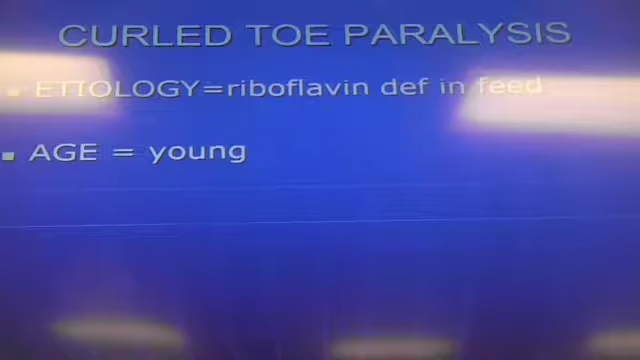 CURLED TOE PARALYSIS
ETIOLOGY=riboflavin def in feed
AGE = young